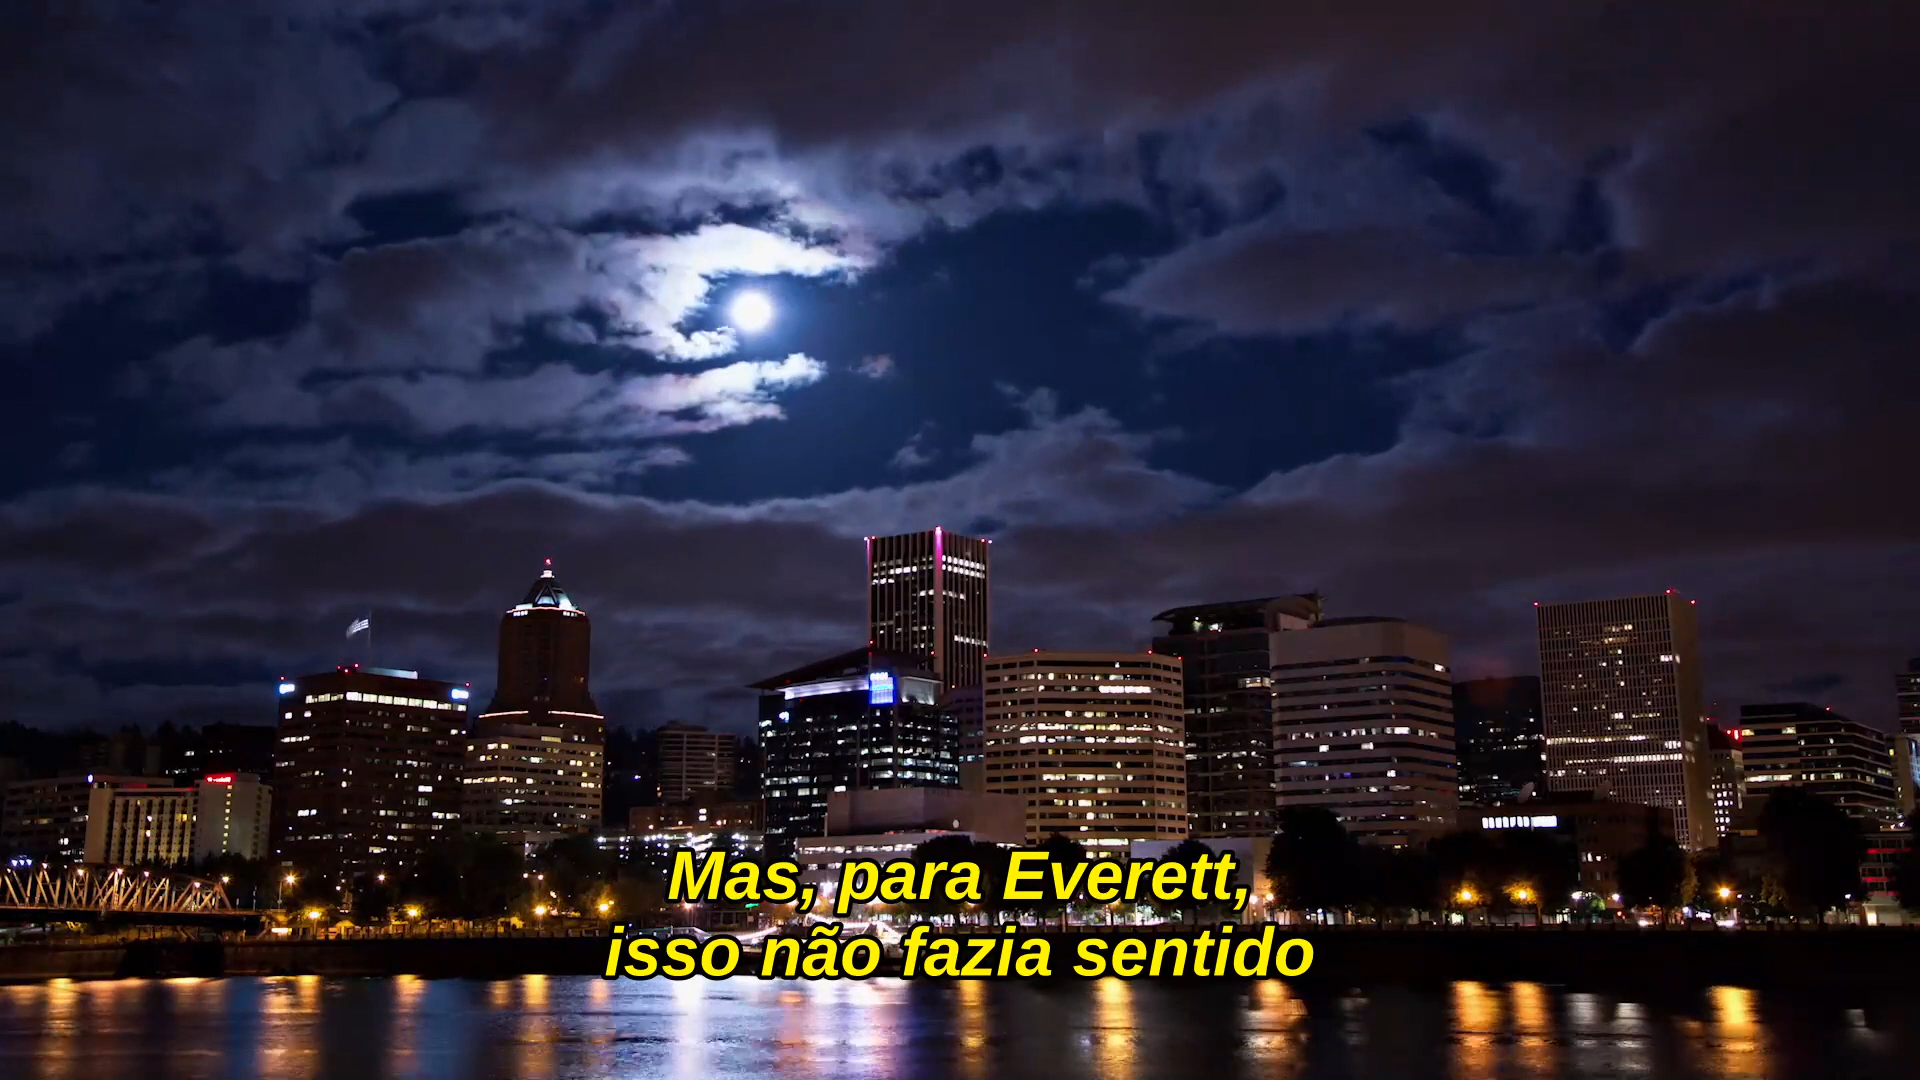 Mas, para Everett,
isso não fazia sentido